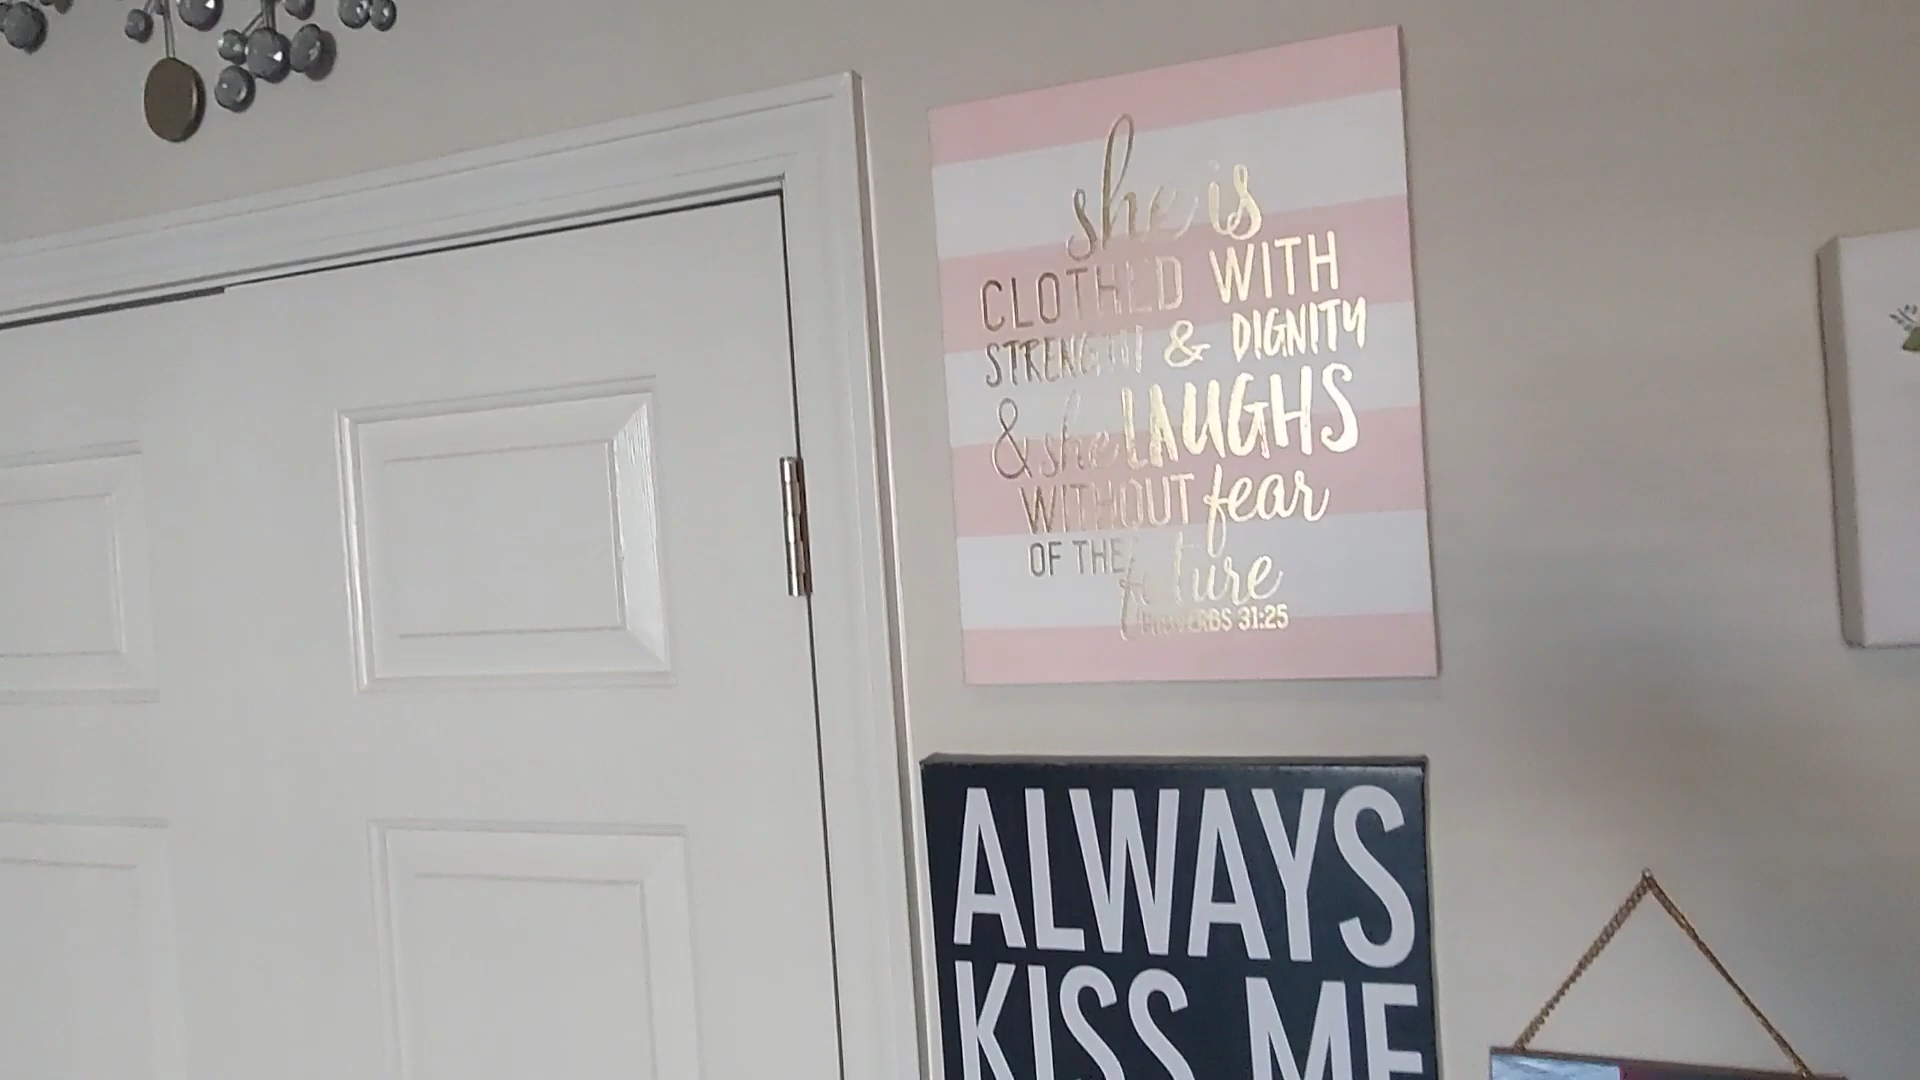 she is
CLOTHED WITH
STRENGTH & DIGNITY
& she LAUGHS
WITHOUT fear
OF THE future
PROVERBS 31:25
ALWAYS
KISS ME